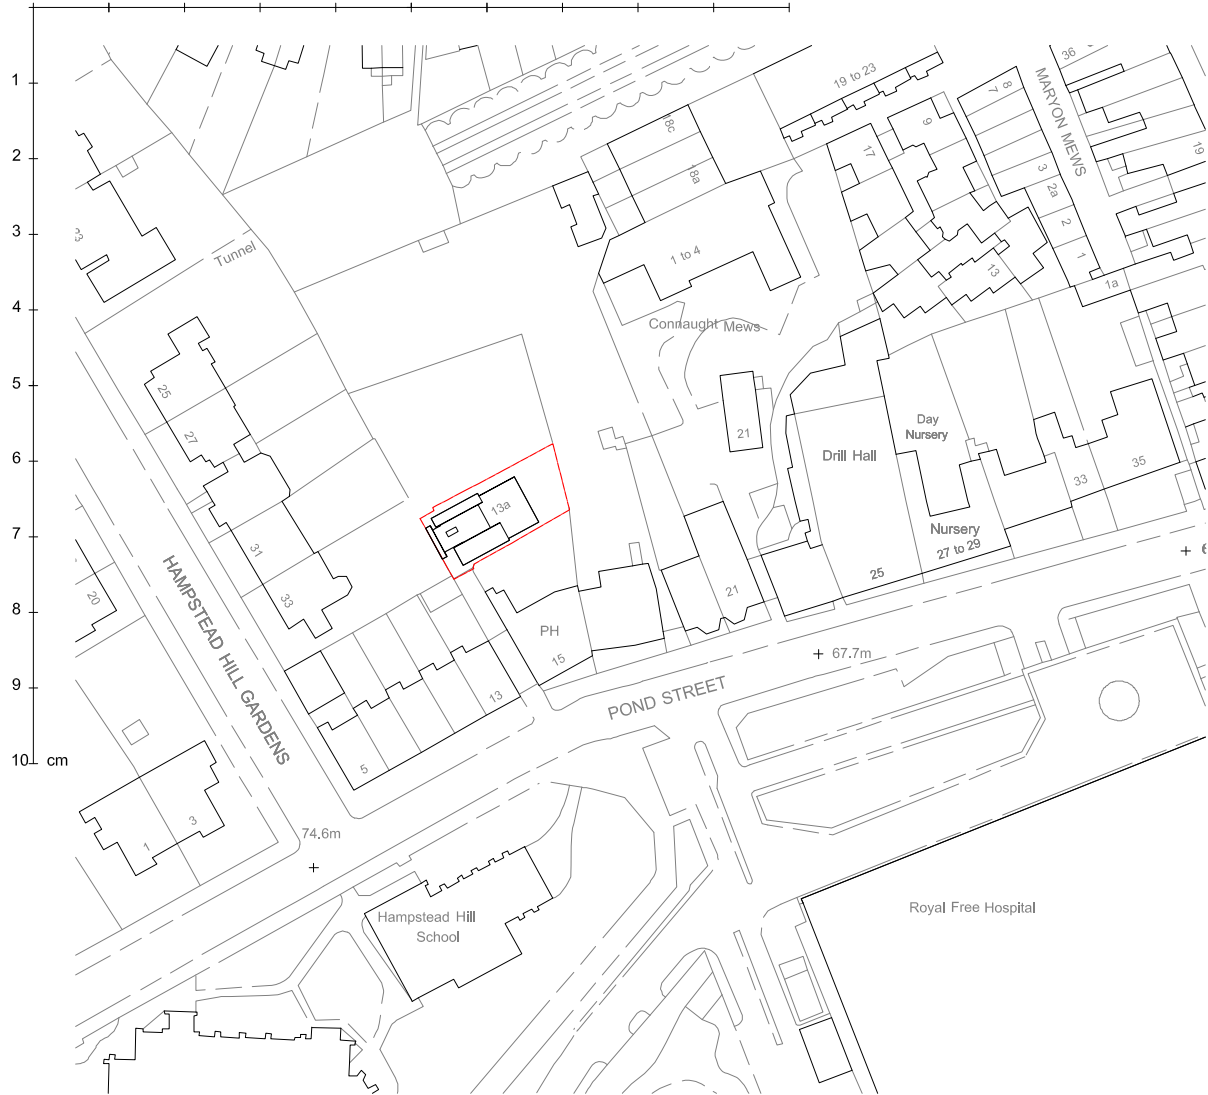 1
2
3
4
5
6
7
8
9
10 cm
36
MARYON MEWS
19 to 23
8
7
18c
9
17
19
18a
3
2a
2
1
Tunnel
1 to 4
13
1a
Connaught Mews
25
27
21
Day
Nursery
Drill Hall
35
33
13a
31
33
Nursery
27 to 29
25
21
20
HAMPSTEAD HILL GARDENS
PH
15
67.7m
13
POND STREET
5
3
1
74.6m
Hampstead Hill
School
Royal Free Hospital